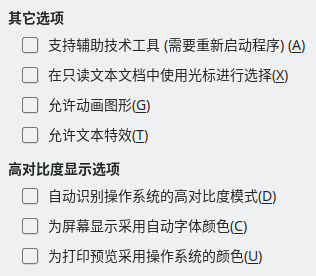 其它选项
支持辅助技术工具 (需要重新启动程序) (A)
在只读文本文档中使用光标进行选择(X)
允许动画图形(G)
允许文本特效(T)
高对比度显示选项
自动识别操作系统的高对比度模式(D)
为屏幕显示采用自动字体颜色(C)
为打印预览采用操作系统的颜色(U)